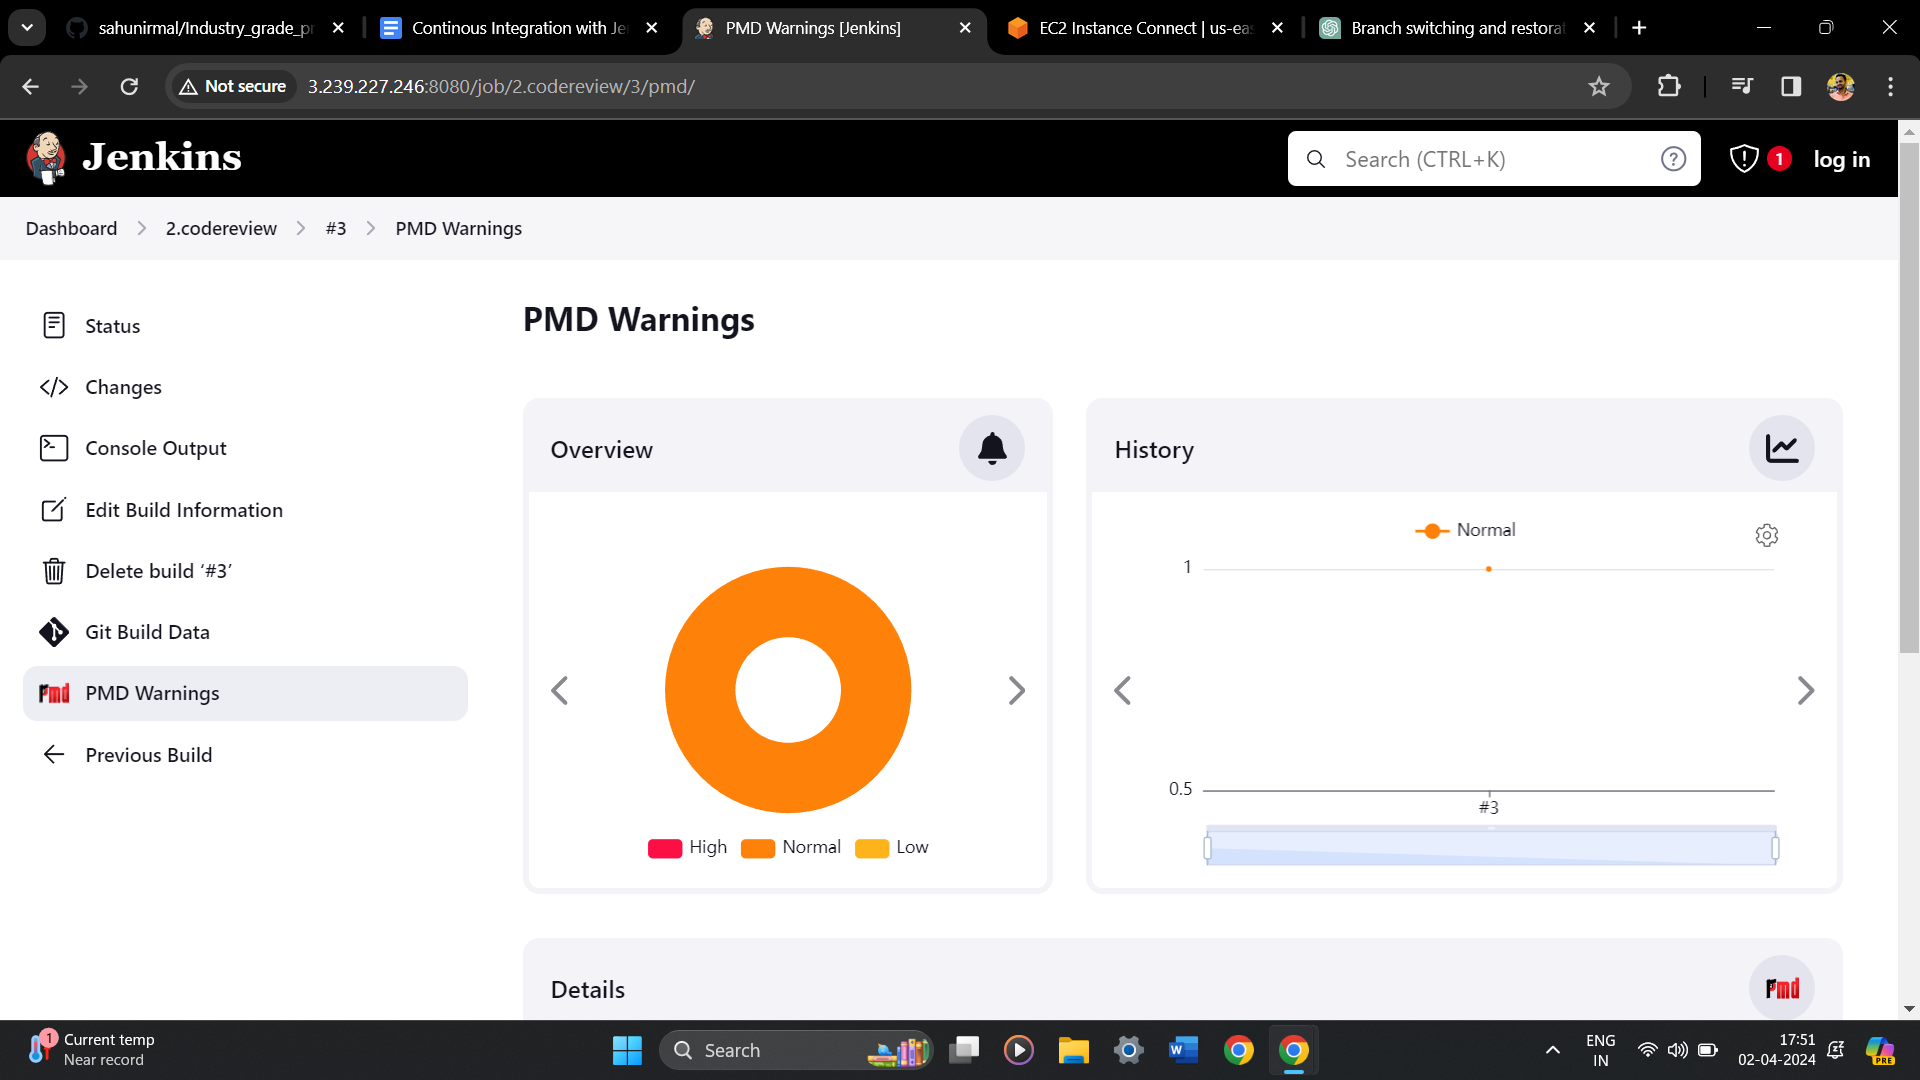 sahunirmal/Industry_grade_pr
Continous Integration with Je
PMD Warnings [Jenkins]
EC2 Instance Connect | us-eas
Branch switching and restorat
Not secure
3.239.227.246:8080/job/2.codereview/3/pmd/
Jenkins
Search (CTRL+K)
1
log in
Dashboard
2.codereview
#3
PMD Warnings
Status
Changes
Console Output
Edit Build Information
Delete build ‘#3’
Git Build Data
PMD Warnings
Previous Build
PMD Warnings
Overview
High Normal Low
History
Normal
1
0.5
#3
Details
Pmd
1
Current temp
Near record
Search
ENG
IN
17:51
02-04-2024
PRE